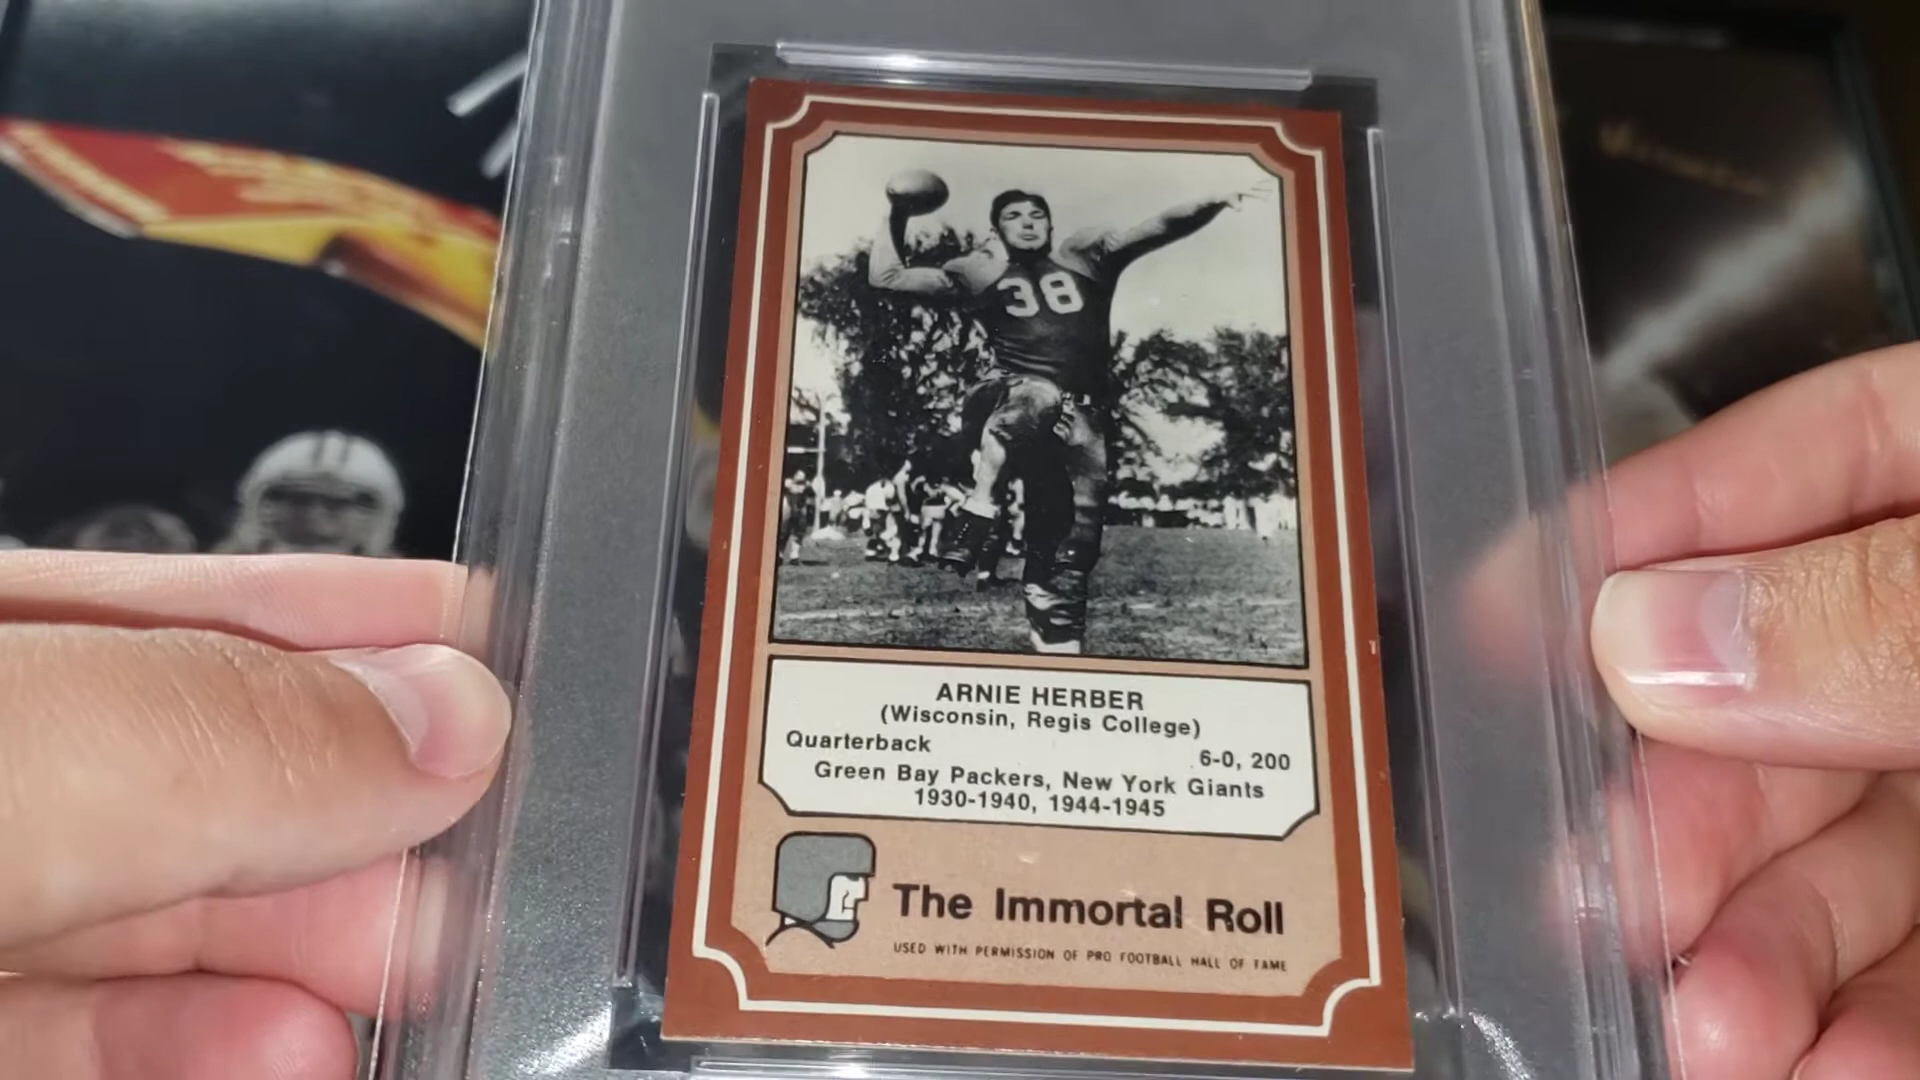 38
ARNIE HERBER
(Wisconsin, Regis College)
Quarterback 6-0, 200
Green Bay Packers, New York Giants
1930-1940, 1944-1945
The Immortal Roll
USED WITH PERMISSION OF PRO FOOTBALL HALL OF FAME